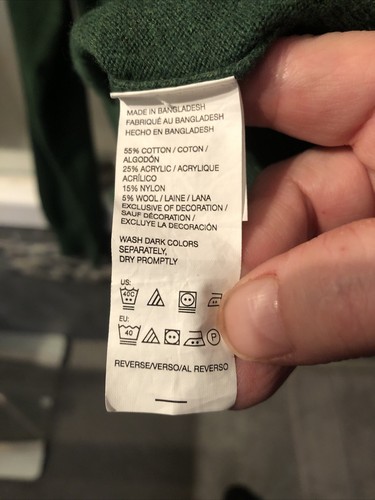 MADE IN BANGLADESH
FABRIQUÉ AU BANGLADESH
HECHO EN BANGLADESH
55% COTTON / COTON /
ALGODÓN
25% ACRYLIC / ACRYLIQUE
ACRÍLICO
15% NYLON
5% WOOL / LAINE / LANA
EXCLUSIVE OF DECORATION /
SAUF DÉCORATION /
EXCLUYE LA DECORACIÓN
WASH DARK COLORS
SEPARATELY,
DRY PROMPTLY
US:
40C
EU:
40
P
REVERSE/VERSO/AL REVERSO